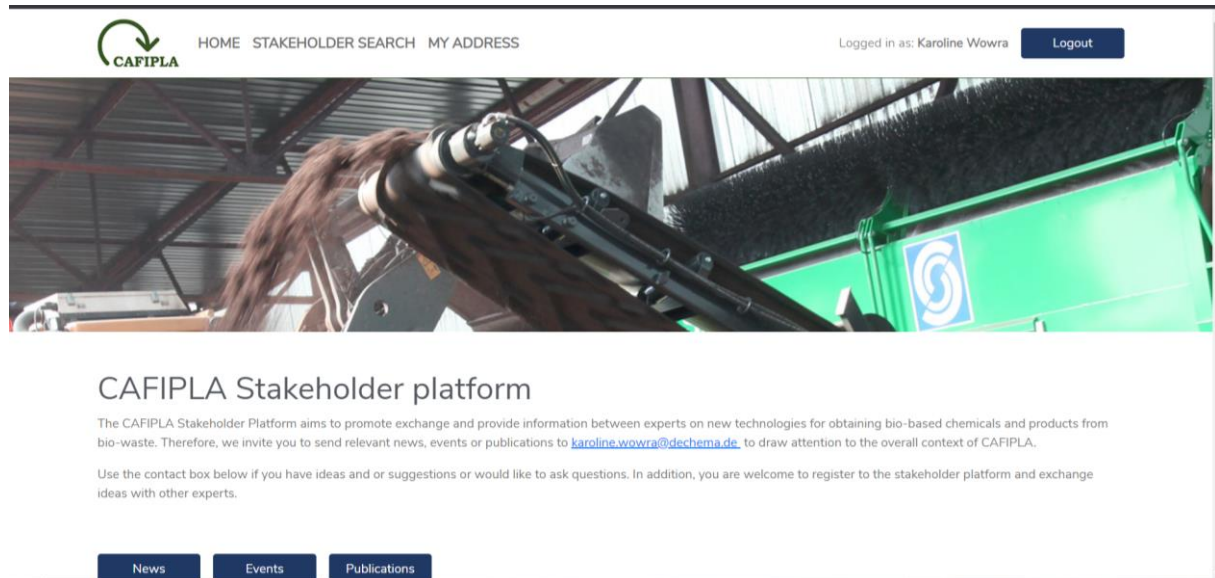 CAFIPLA
HOME STAKEHOLDER SEARCH MY ADDRESS
Logged in as: Karoline Wowra
Logout
CAFIPLA Stakeholder platform
The CAFIPLA Stakeholder Platform aims to promote exchange and provide information between experts on new technologies for obtaining bio-based chemicals and products from
bio-waste. Therefore, we invite you to send relevant news, events or publications to karoline.wowra@dechema.de to draw attention to the overall context of CAFIPLA.
Use the contact box below if you have ideas and or suggestions or would like to ask questions. In addition, you are welcome to register to the stakeholder platform and exchange
ideas with other experts.
News
Events
Publications